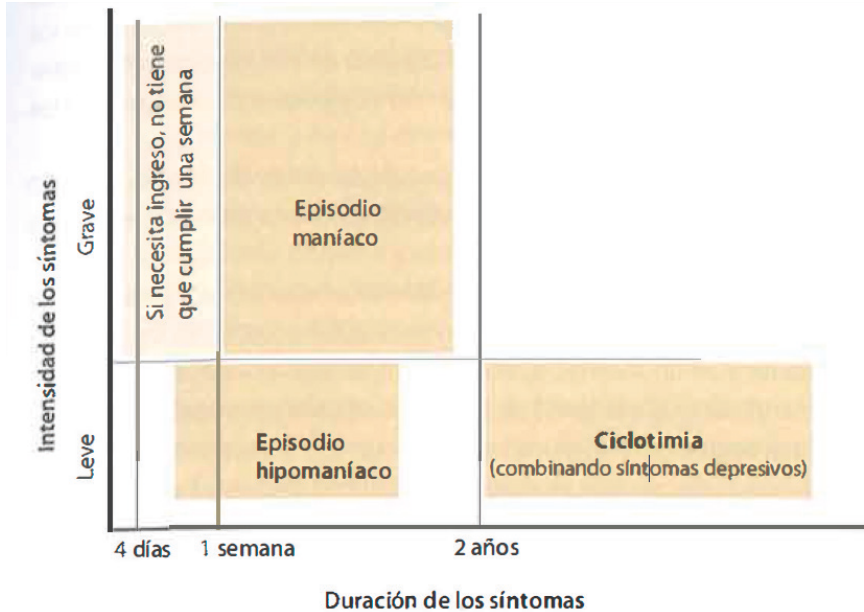 Intensidad de los síntomas
Grave
Leve
Si necesita ingreso, no tiene
que cumplir una semana
Episodio
maníaco
Episodio
hipomaníaco
Ciclotimia
(combinando síntomas depresivos)
4 días
1 semana
2 años
Duración de los síntomas